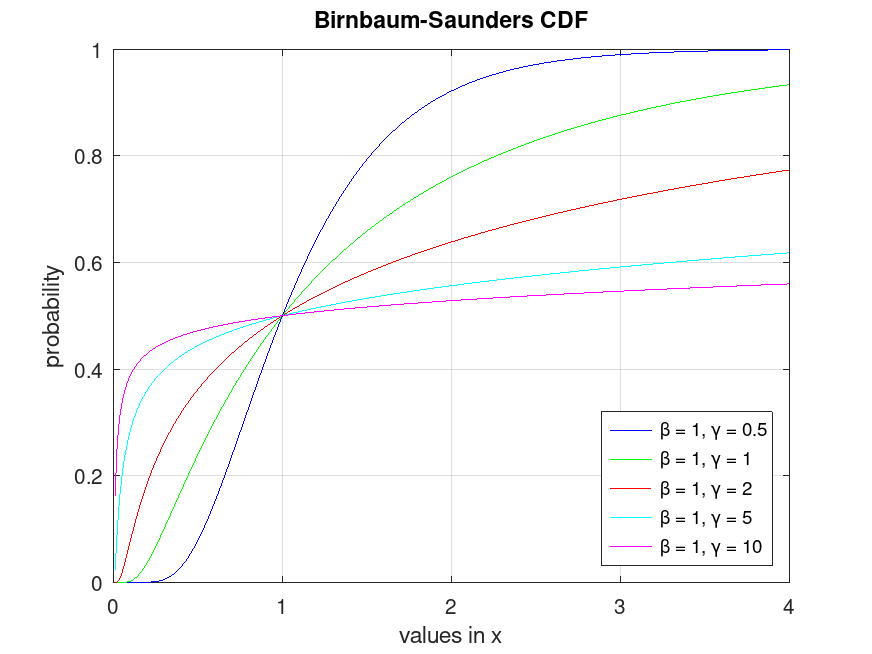 Birnbaum-Saunders CDF
1
0.8
0.6
0.4
0.2
0
probability
β = 1, γ = 0.5
β = 1, γ = 1
β = 1, γ = 2
β = 1, γ = 5
β = 1, γ = 10
0 1 2 3 4
values in x